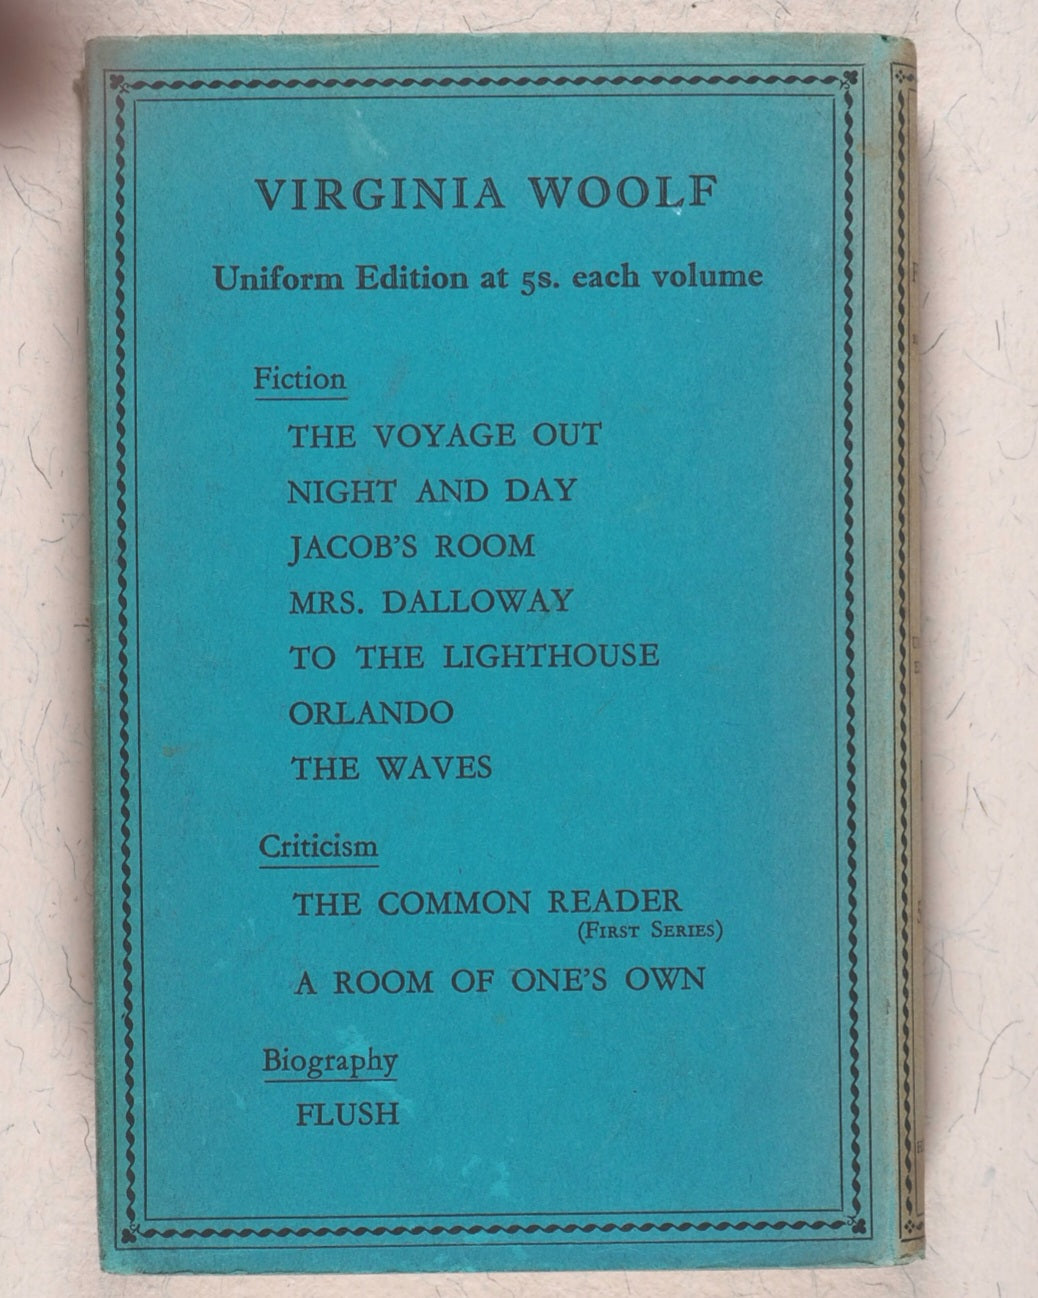 VIRGINIA WOOLF
Uniform Edition at 5s. each volume
Fiction
THE VOYAGE OUT
NIGHT AND DAY
JACOB'S ROOM
MRS. DALLOWAY
TO THE LIGHTHOUSE
ORLANDO
THE WAVES
Criticism
THE COMMON READER
(FIRST SERIES)
A ROOM OF ONE'S OWN
Biography
FLUSH